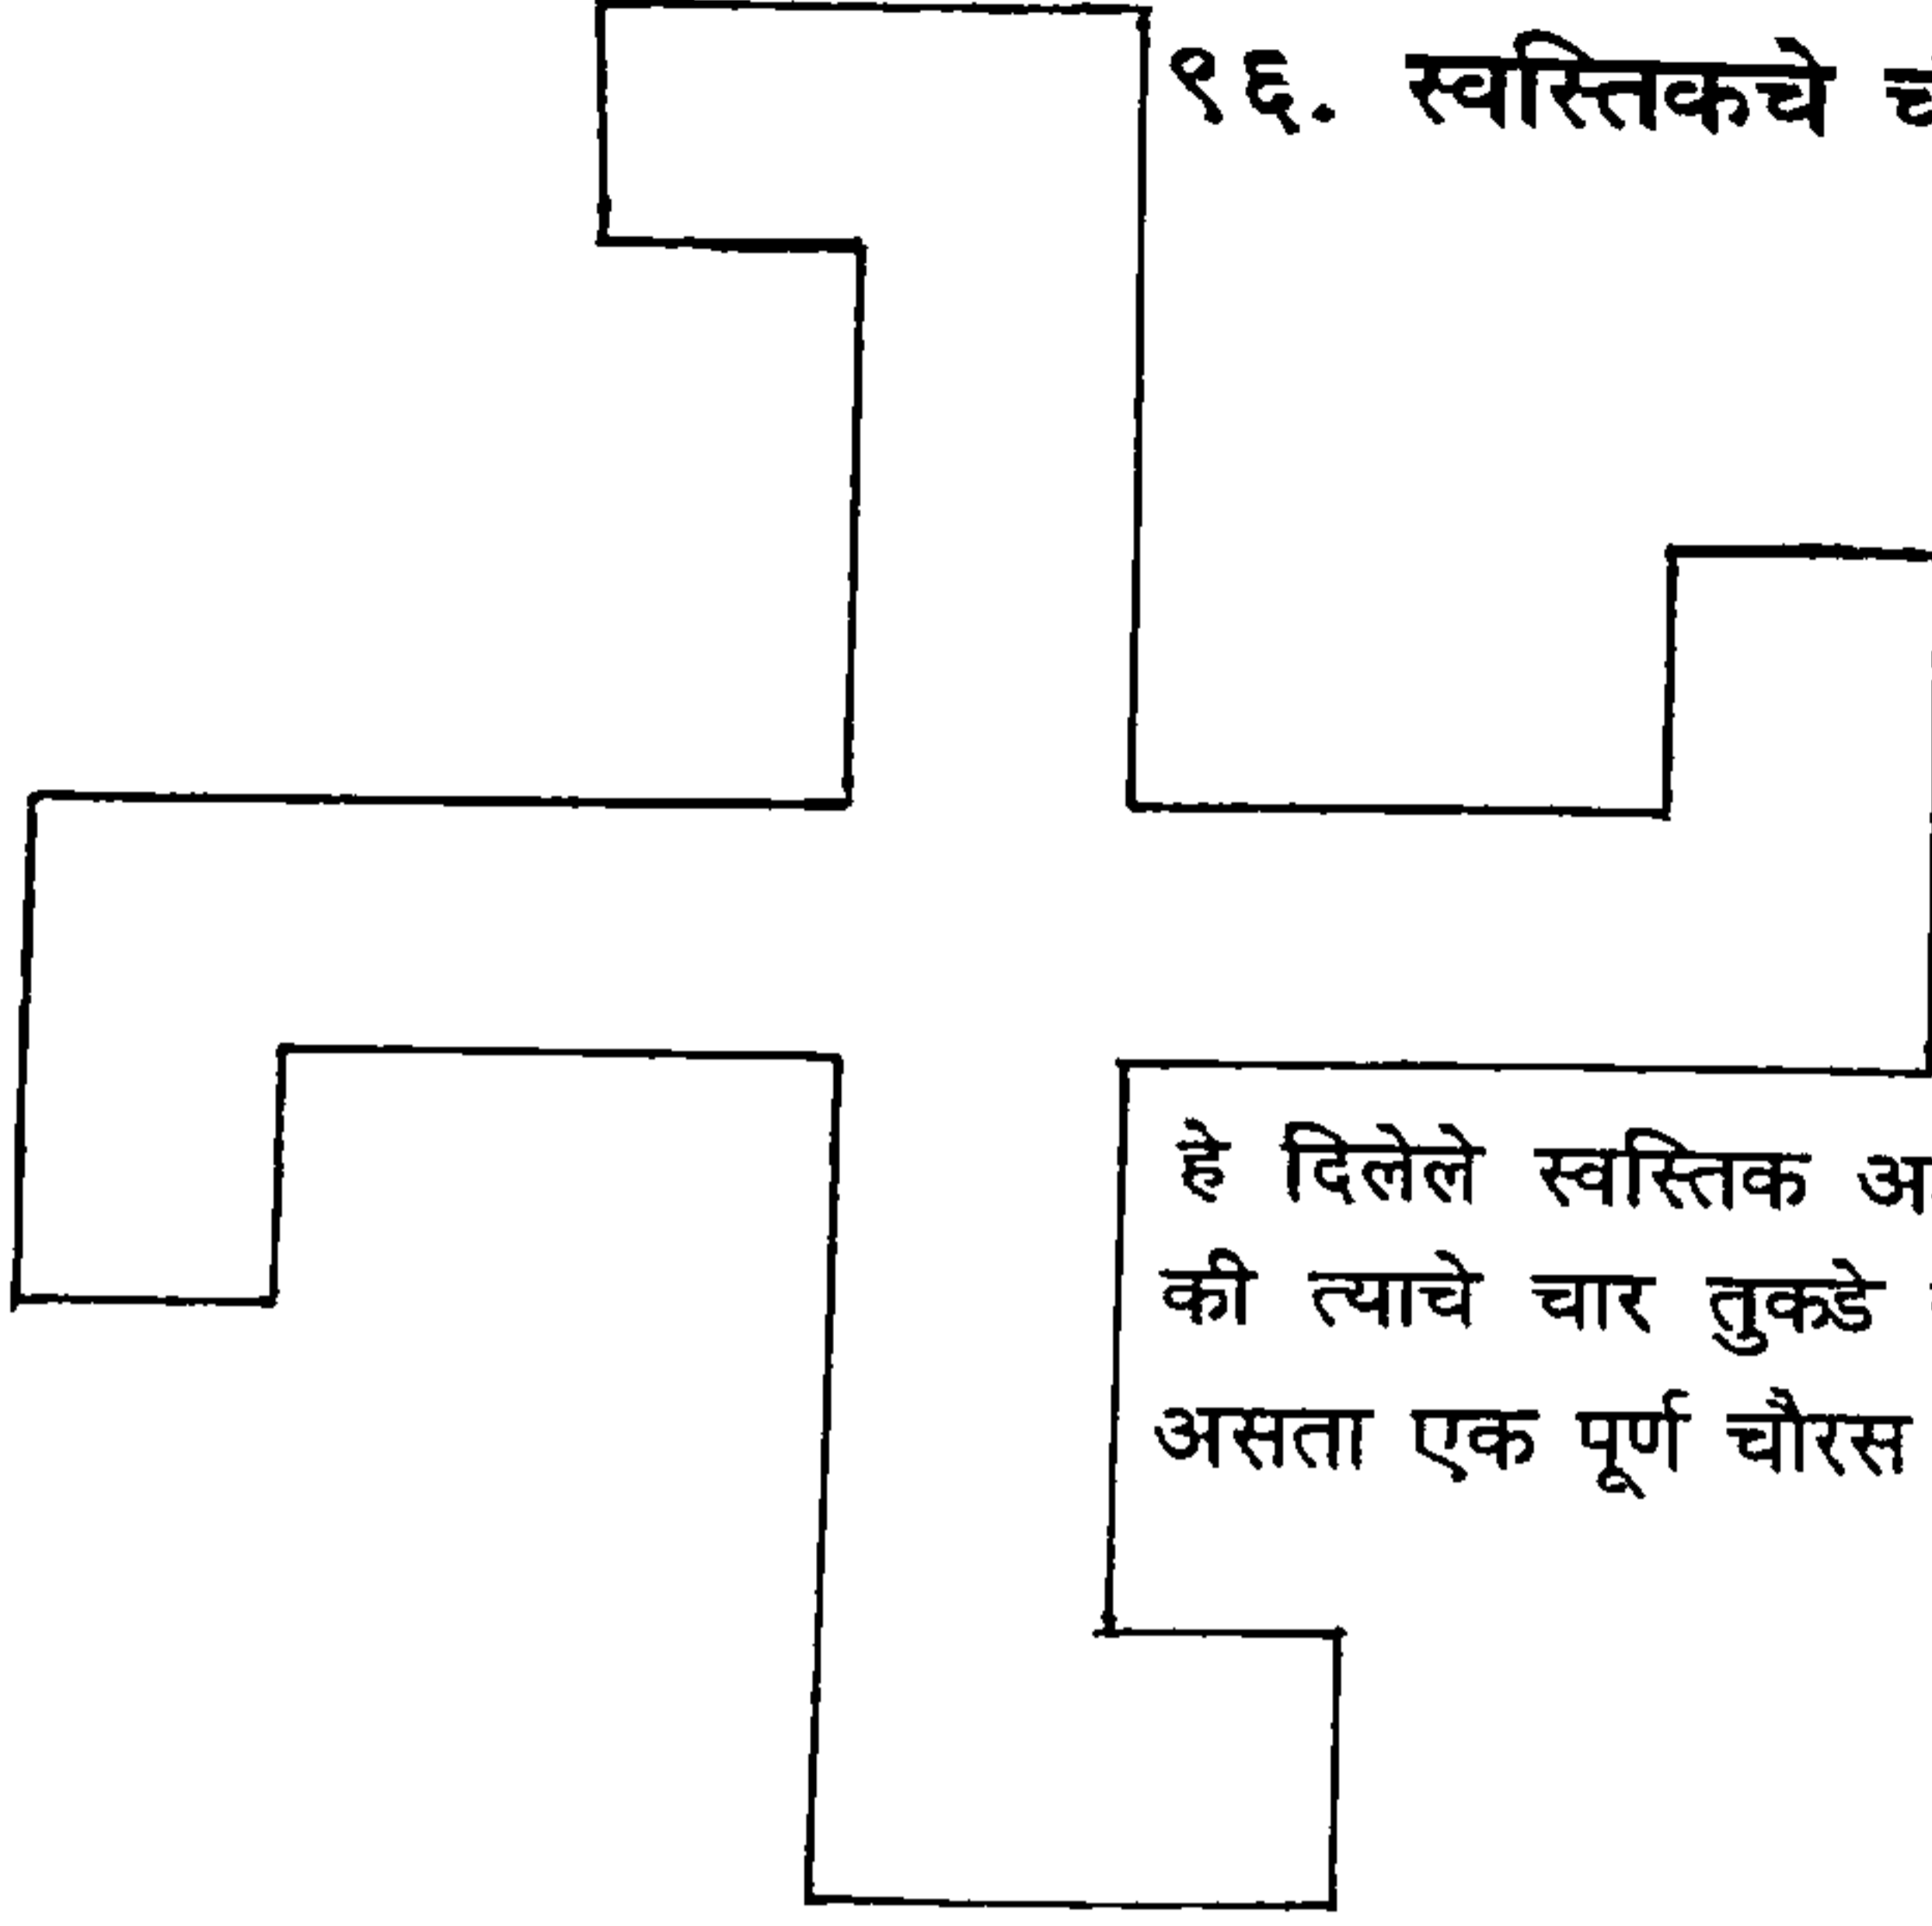 १६. स्वस्तिकचे
हे दिलेले स्वस्तिक
की त्याचे चार तुकडे
असता एक पूर्ण चौरस